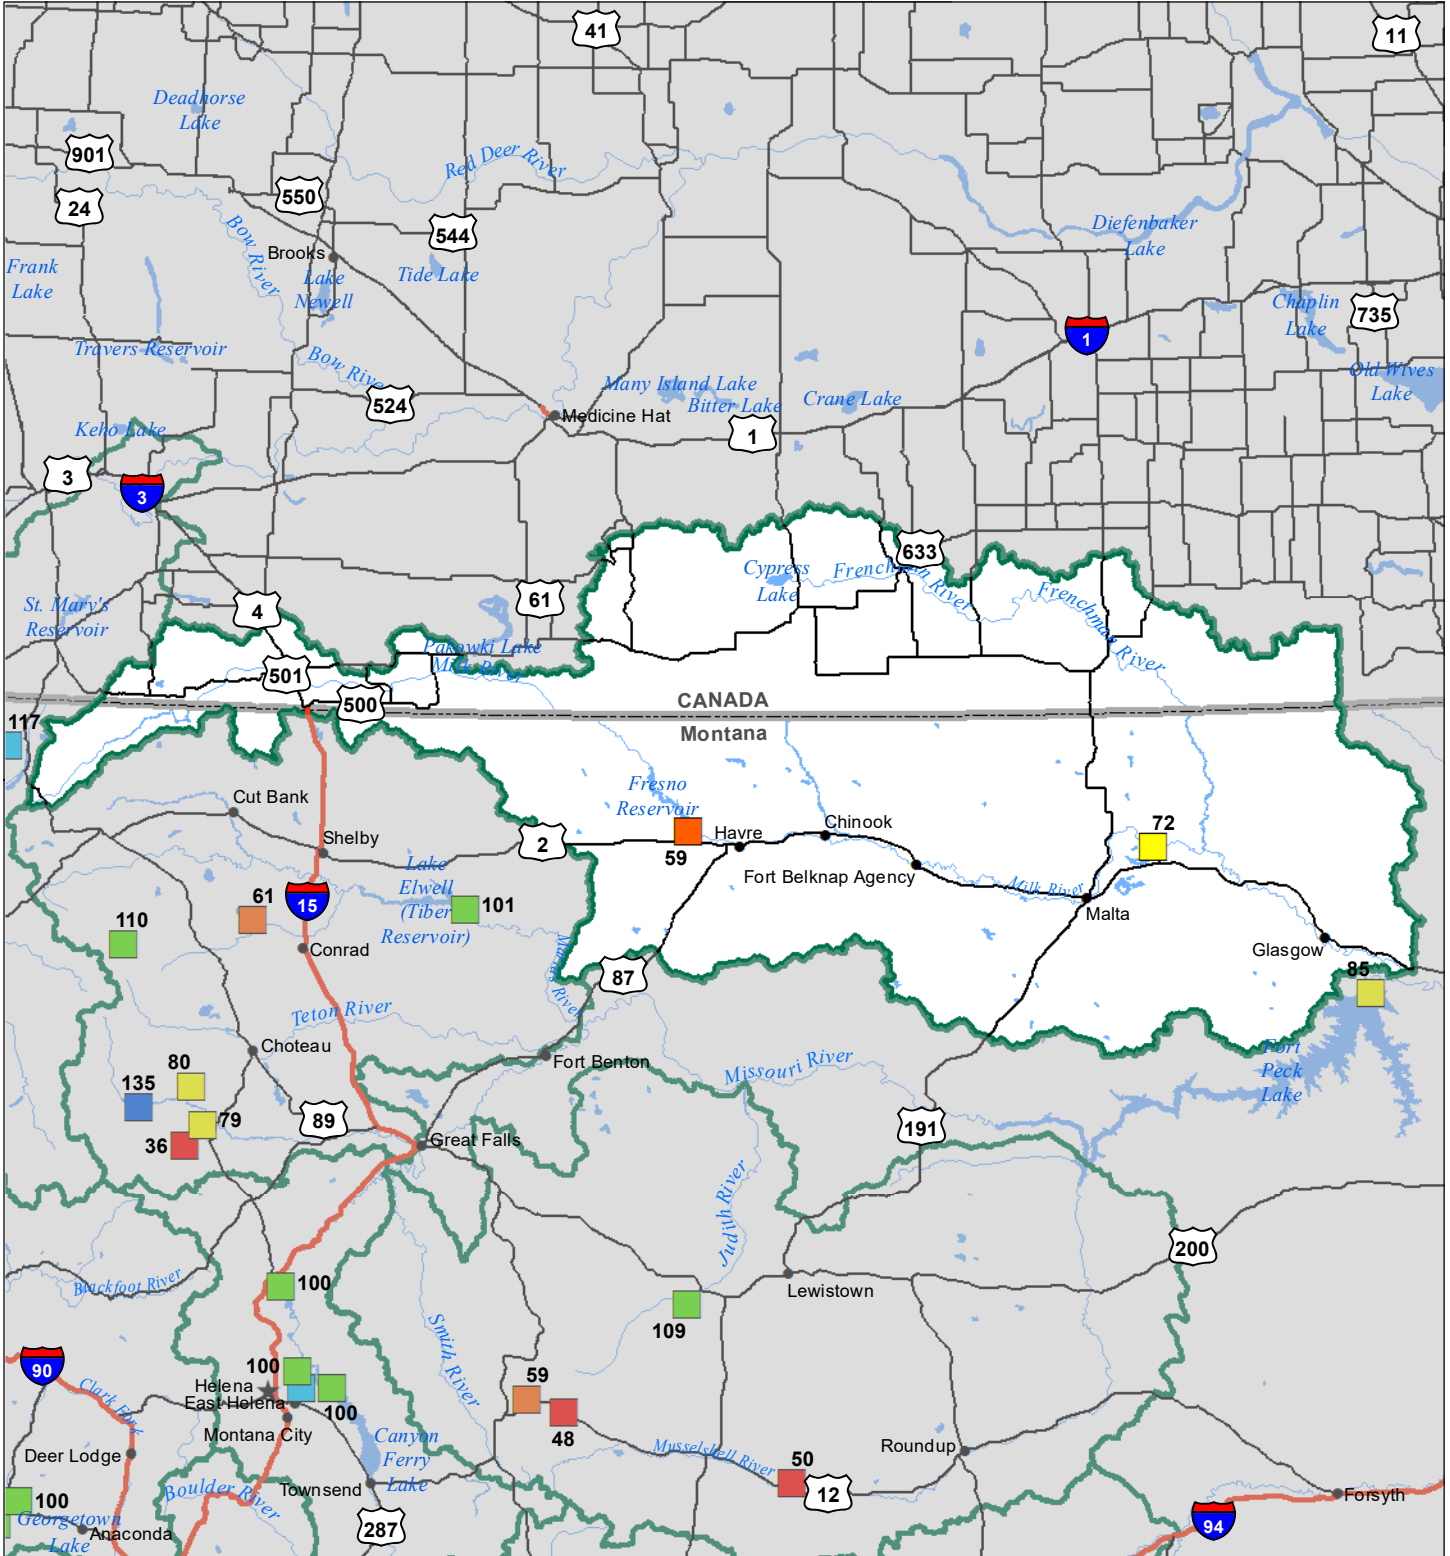 41
11
Deadhorse
Lake
901
Red Deer River
550
24
544
Bow River
Diefenbaker
Lake
Brooks
Frank
Lake
Lake
Newell
Tide Lake
Chaplin
Lake
735
1
Travers Reservoir
Bow River
Old Wives
Lake
Many Island Lake
Bitter Lake
Crane Lake
524
Medicine Hat
Keho Lake
1
3
3
633
Cypress
Lake
Frenchman River
Frenchman River
61
St. Mary's
Reservoir
4
Pakowki Lake
Milk River
501
500
CANADA
Montana
117
Fresno
Reservoir
Cut Bank
Shelby
2
59
Havre
Chinook
72
Lake
Elwell
(Tiber
Reservoir)
Fort Belknap Agency
Milk River
Malta
61
15
101
110
Conrad
Glasgow
Marias
River
87
85
Teton River
Choteau
Fort Benton
Missouri River
Fort
Peck
Lake
80
135
79
36
89
Great Falls
191
Judith River
200
Blackfoot River
100
Lewistown
109
Smith River
90
100
Helena
East Helena
100
Clark Fork
59
48
Montana City
Canyon
Ferry
Lake
Deer Lodge
Musselshell River
Roundup
50
12
Boulder River
Townsend
100
Georgetown
Lake
Anaconda
287
94
Forsyth